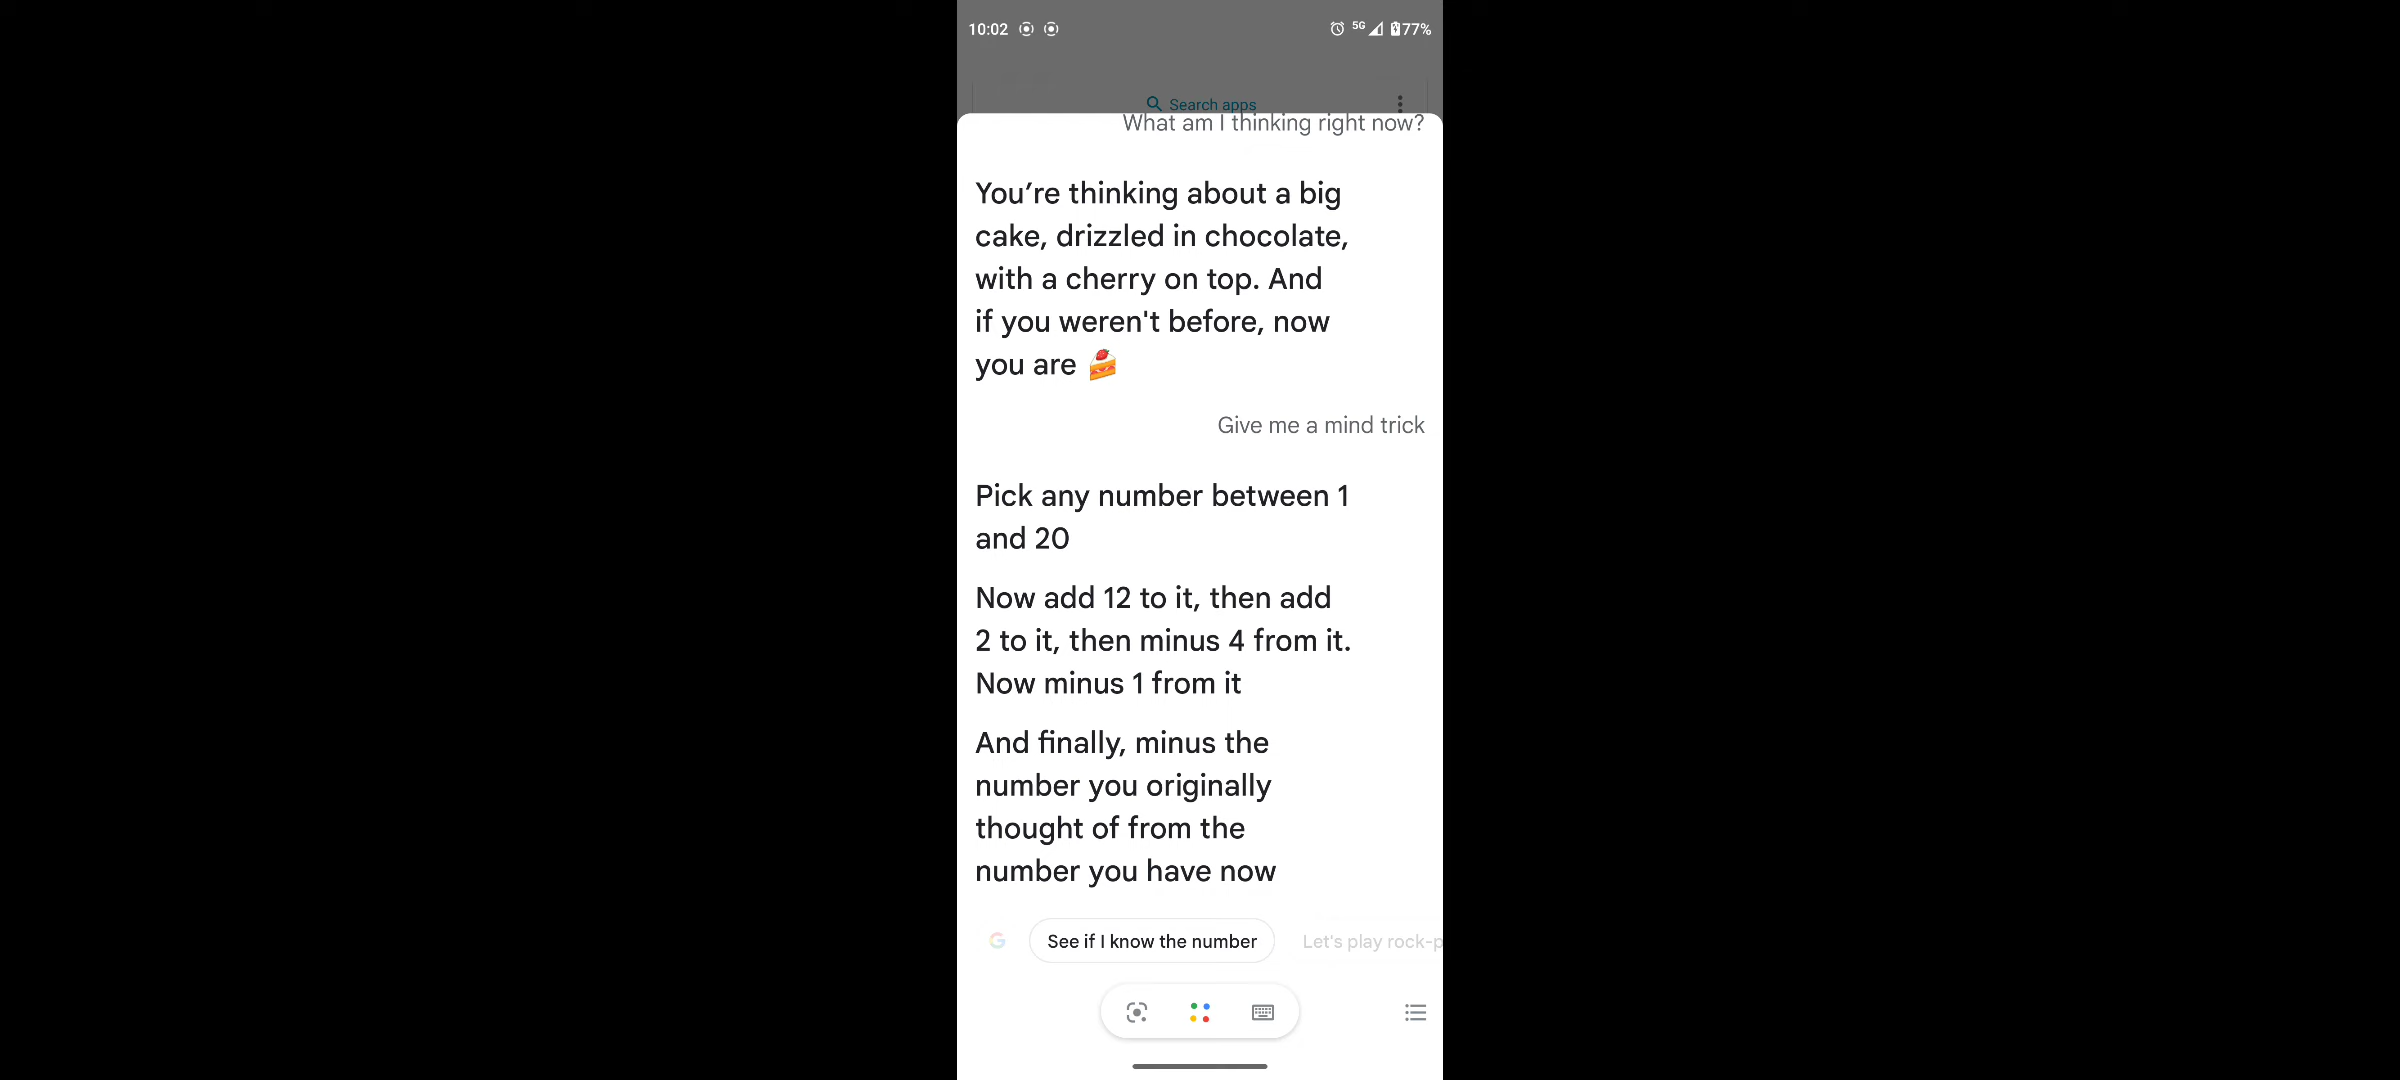 10:02 5G 77%
Search apps
What am I thinking right now?
You’re thinking about a big
cake, drizzled in chocolate,
with a cherry on top. And
if you weren't before, now
you are
Give me a mind trick
Pick any number between 1
and 20
Now add 12 to it, then add
2 to it, then minus 4 from it.
Now minus 1 from it
And finally, minus the
number you originally
thought of from the
number you have now
G See if I know the number Let's play rock-p